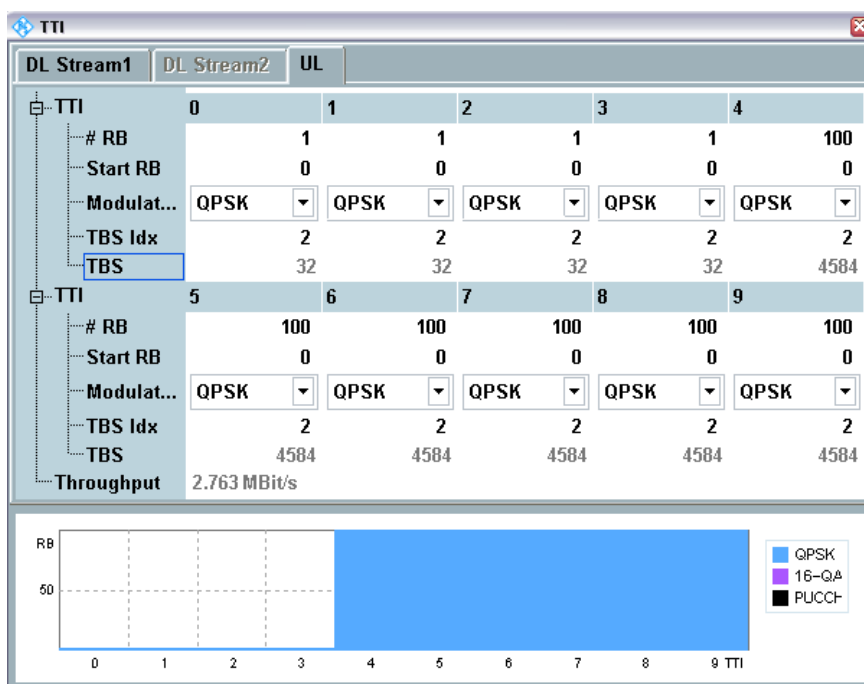 TTI
DL Stream1 DL Stream2 UL
TTI 0 1 2 3 4
# RB 1 1 1 1 100
Start RB 0 0 0 0 0
Modulat... QPSK QPSK QPSK QPSK QPSK
TBS Idx 2 2 2 2 2
TBS 32 32 32 32 4584
TTI 5 6 7 8 9
# RB 100 100 100 100 100
Start RB 0 0 0 0 0
Modulat... QPSK QPSK QPSK QPSK QPSK
TBS Idx 2 2 2 2 2
TBS 4584 4584 4584 4584 4584
Throughput 2.763 MBit/s
RB
50
0 1 2 3 4 5 6 7 8 9 TTI
QPSK
16-QA
PUCCH